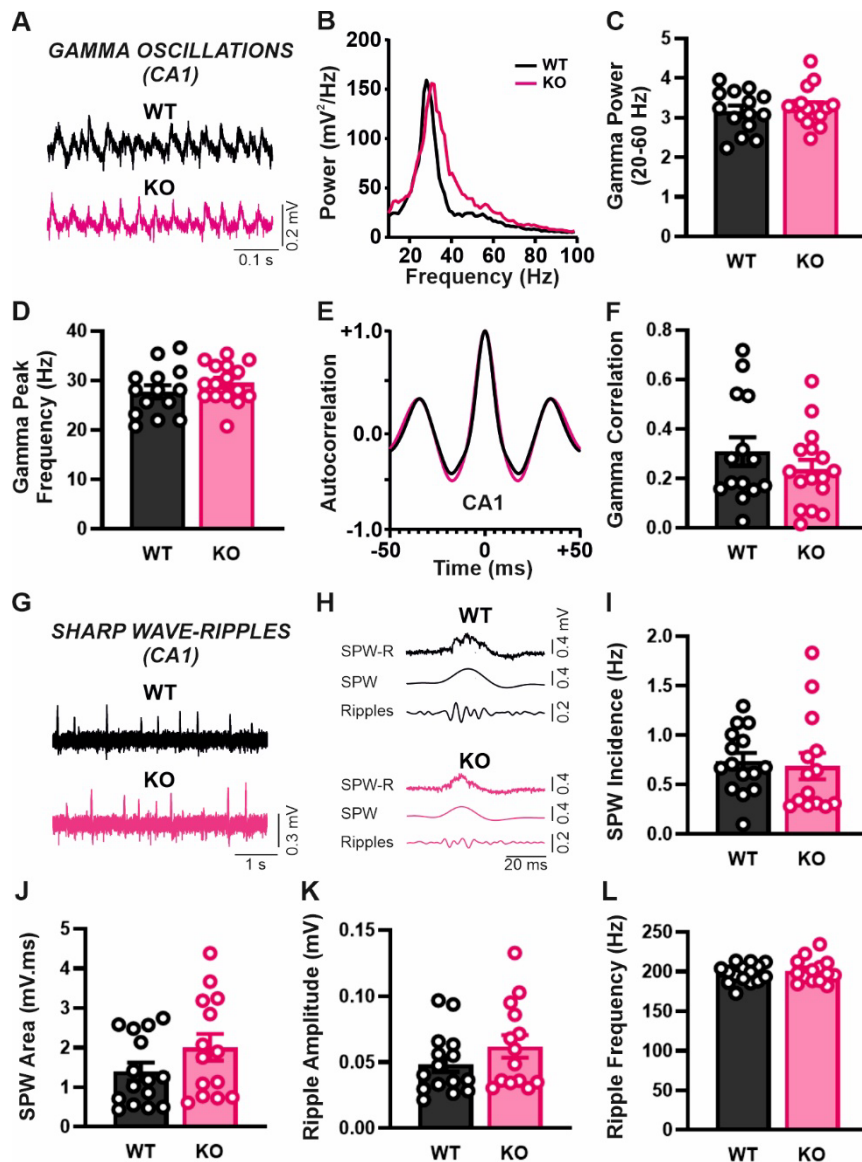 A
GAMMA OSCILLATIONS
(CA1)
WT
KO
0.2 mV
0.1 s
B
200
150
100
50
0
Power (mV²/Hz)
WT
KO
20
40
60
80
100
Frequency (Hz)
C
5
4
3
2
1
0
Gamma Power
(20-60 Hz)
WT
KO
D
40
30
20
10
0
Gamma Peak
Frequency (Hz)
WT
KO
E
+1.0
0.0
-1.0
Autocorrelation
CA1
-50
0
+50
Time (ms)
F
0.8
0.6
0.4
0.2
0.0
Gamma Correlation
WT
KO
G
SHARP WAVE-RIPPLES
(CA1)
WT
KO
0.3 mV
1 s
H
WT
SPW-R
0.4 mV
SPW
0.4
Ripples
0.2
KO
SPW-R
0.4
SPW
0.4
Ripples
0.2
20 ms
I
2.0
1.5
1.0
0.5
0.0
SPW Incidence (Hz)
WT
KO
J
5
4
3
2
1
0
SPW Area (mV.ms)
WT
KO
K
0.15
0.10
0.05
0.00
Ripple Amplitude (mV)
WT
KO
L
250
200
150
100
50
0
Ripple Frequency (Hz)
WT
KO